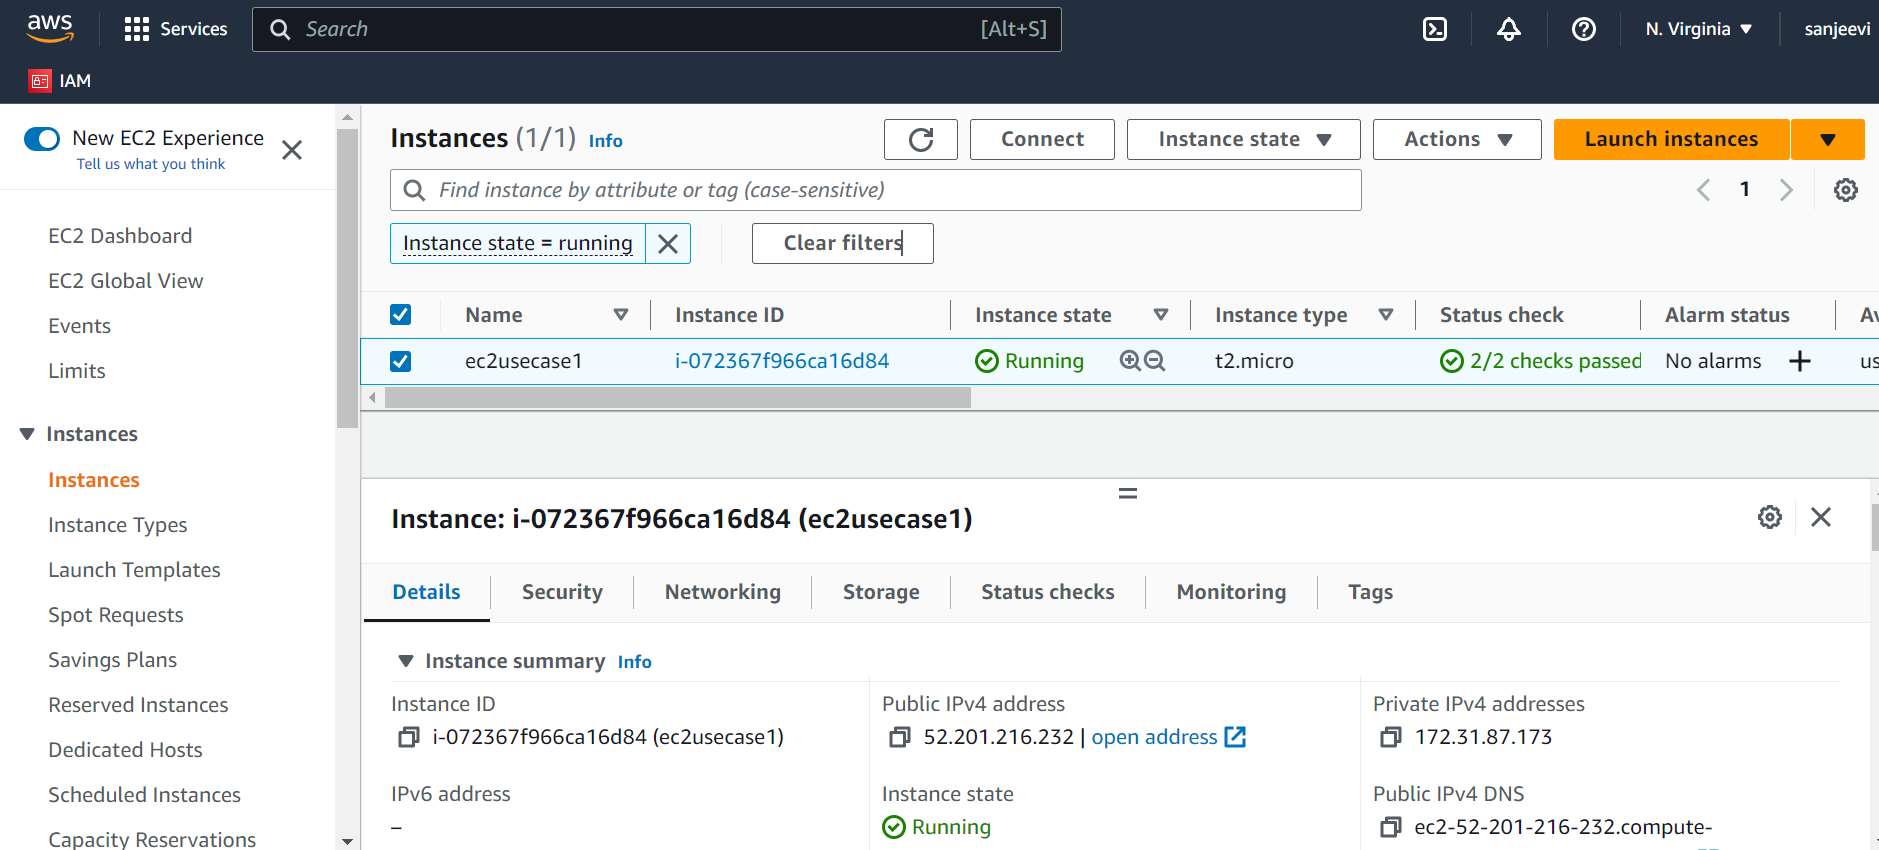 aws
Services
Search [Alt+S]
N. Virginia
sanjeevi
IAM
New EC2 Experience
Tell us what you think
EC2 Dashboard
EC2 Global View
Events
Limits
Instances
Instances
Instance Types
Launch Templates
Spot Requests
Savings Plans
Reserved Instances
Dedicated Hosts
Scheduled Instances
Capacity Reservations
Instances (1/1) Info
Connect
Instance state
Actions
Launch instances
Find instance by attribute or tag (case-sensitive)
1
Instance state = running
Clear filters
Name Instance ID Instance state Instance type Status check Alarm status Av
ec2usecase1 i-072367f966ca16d84 Running t2.micro 2/2 checks passed No alarms us
Instance: i-072367f966ca16d84 (ec2usecase1)
Details Security Networking Storage Status checks Monitoring Tags
Instance summary Info
Instance ID
i-072367f966ca16d84 (ec2usecase1)
Public IPv4 address
52.201.216.232 | open address
Private IPv4 addresses
172.31.87.173
IPv6 address
–
Instance state
Running
Public IPv4 DNS
ec2-52-201-216-232.compute-